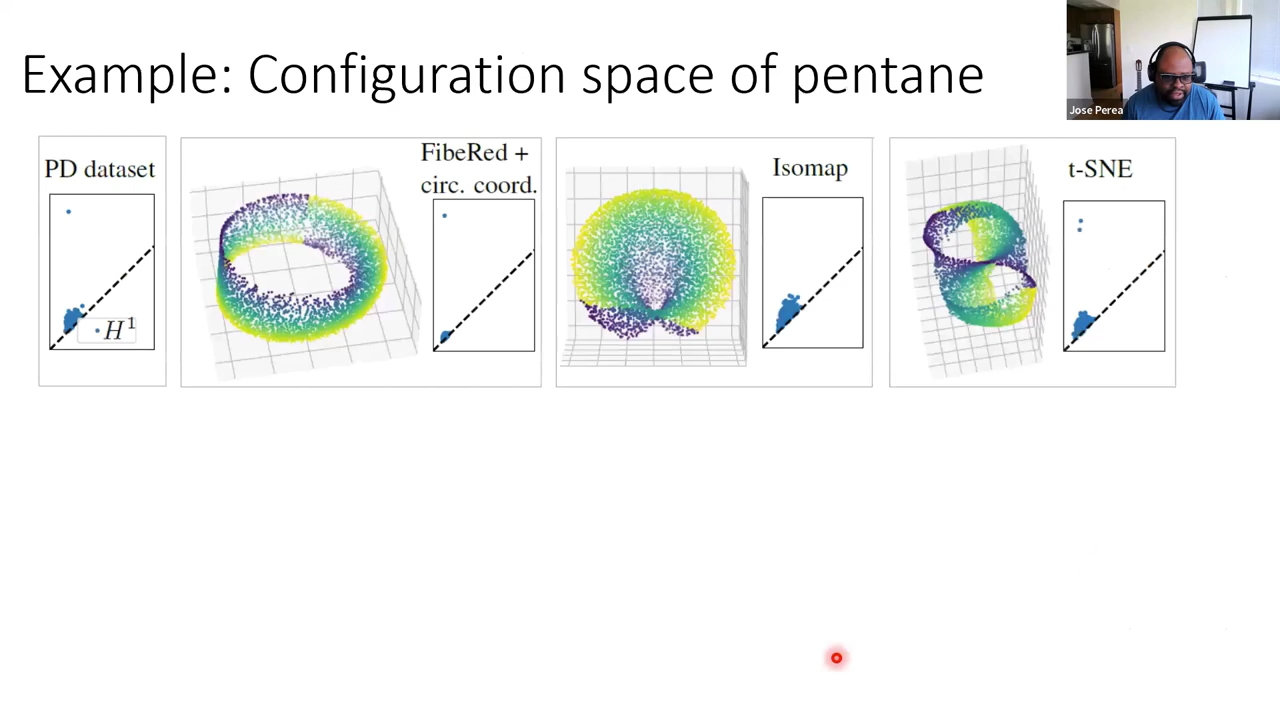 Example: Configuration space of pentane
Jose Perea
PD dataset
H¹
FibeRed +
circ. coord.
Isomap
t-SNE